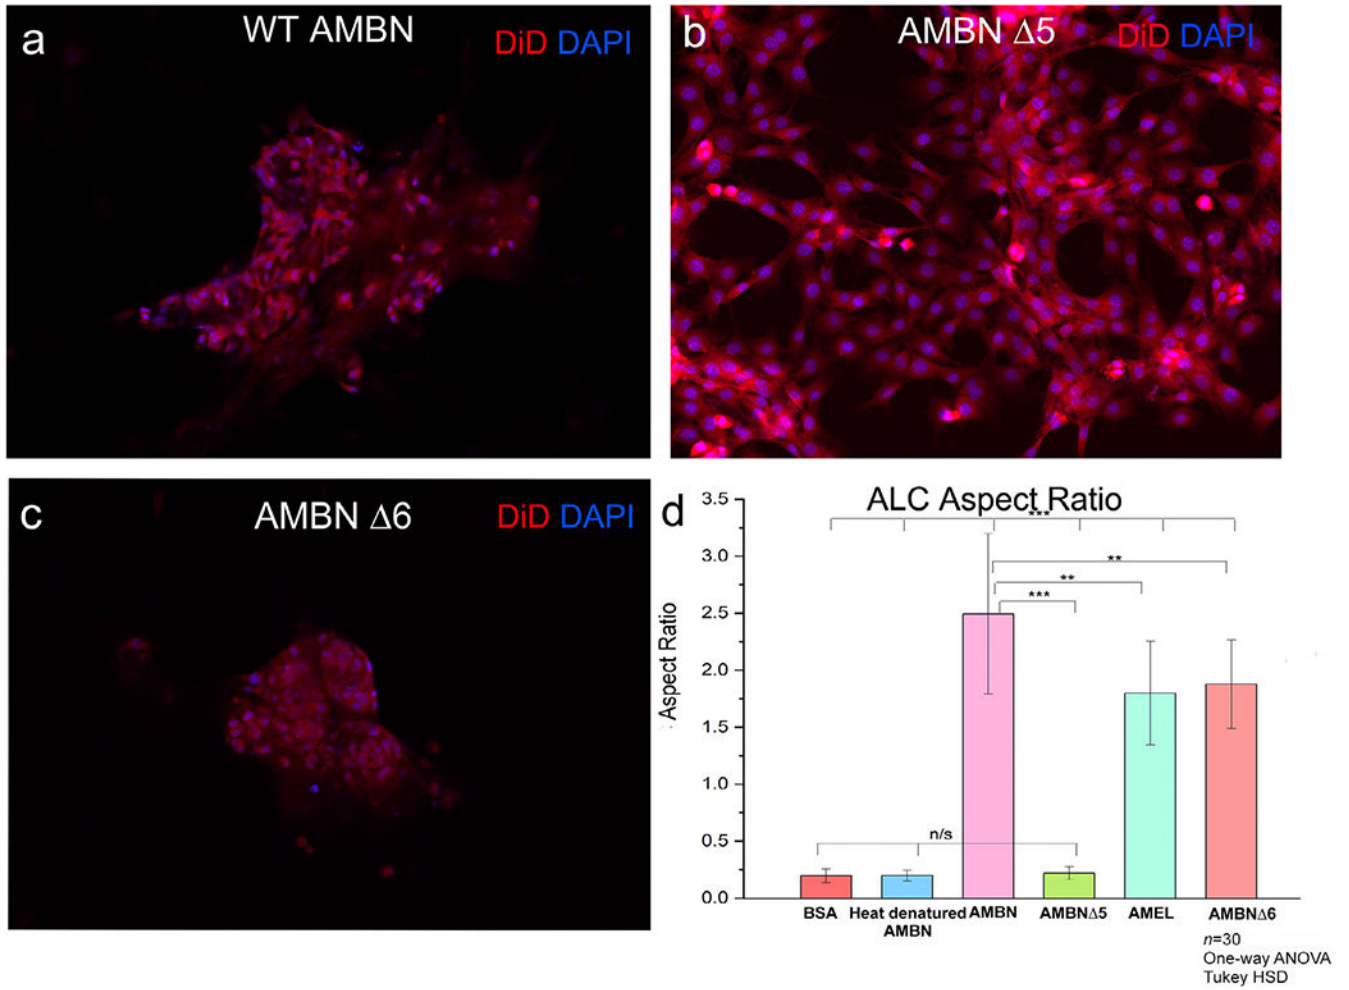 a
WT AMBN
DiD DAPI
b
AMBN Δ5
DiD DAPI
c
AMBN Δ6
DiD DAPI
d
ALC Aspect Ratio
***
**
**
***
n/s
Aspect Ratio
3.5
3.0
2.5
2.0
1.5
1.0
0.5
0.0
BSA
Heat denatured
AMBN
AMBN
AMBNΔ5
AMEL
AMBNΔ6
n=30
One-way ANOVA
Tukey HSD